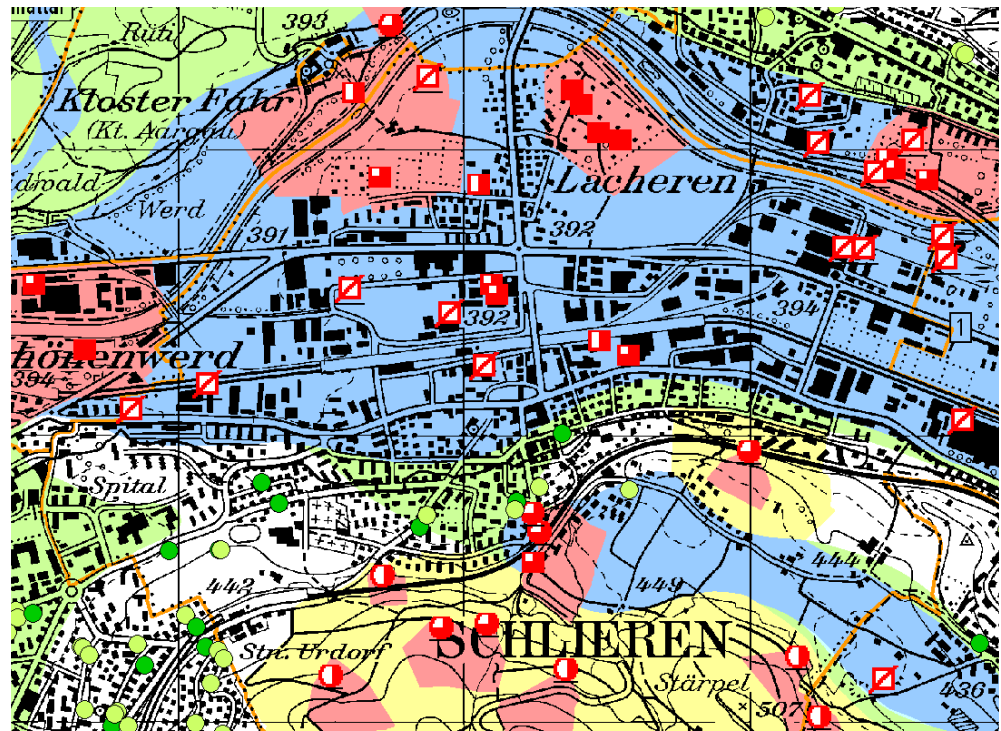 393
Rüti
Kloster Fahr
(Kt. Aargau)
Lacheren
Werd
391
392
392
394
1
394
Spital
442
449
444
SCHLIEREN
Str. Urdorf
Stärpel
507
436